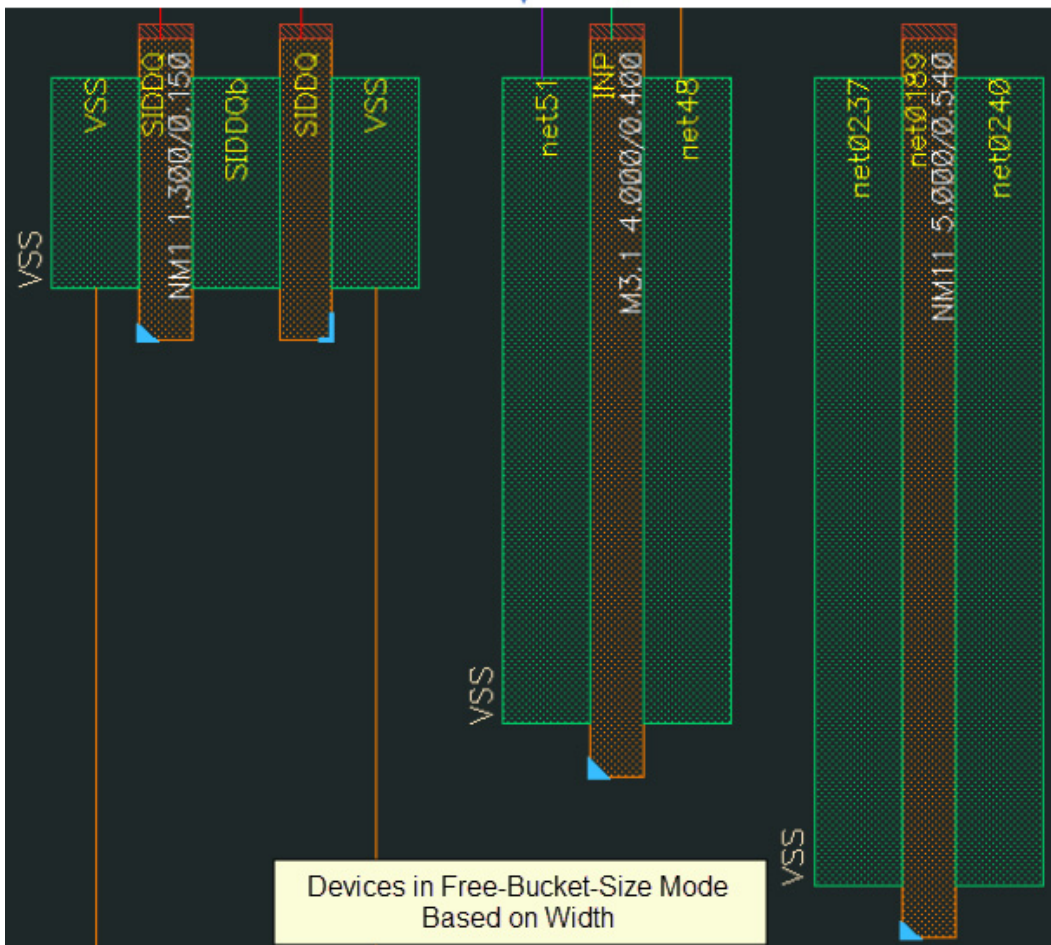 VSS
SIDDQ
NM1 1.300/0.150
SIDDQb
SIDDQ
VSS
VSS
net51
INP
M3.1 4.000/0.400
net48
VSS
net0237
net0189
NM11 5.000/0.540
net0240
VSS
Devices in Free-Bucket-Size Mode
Based on Width